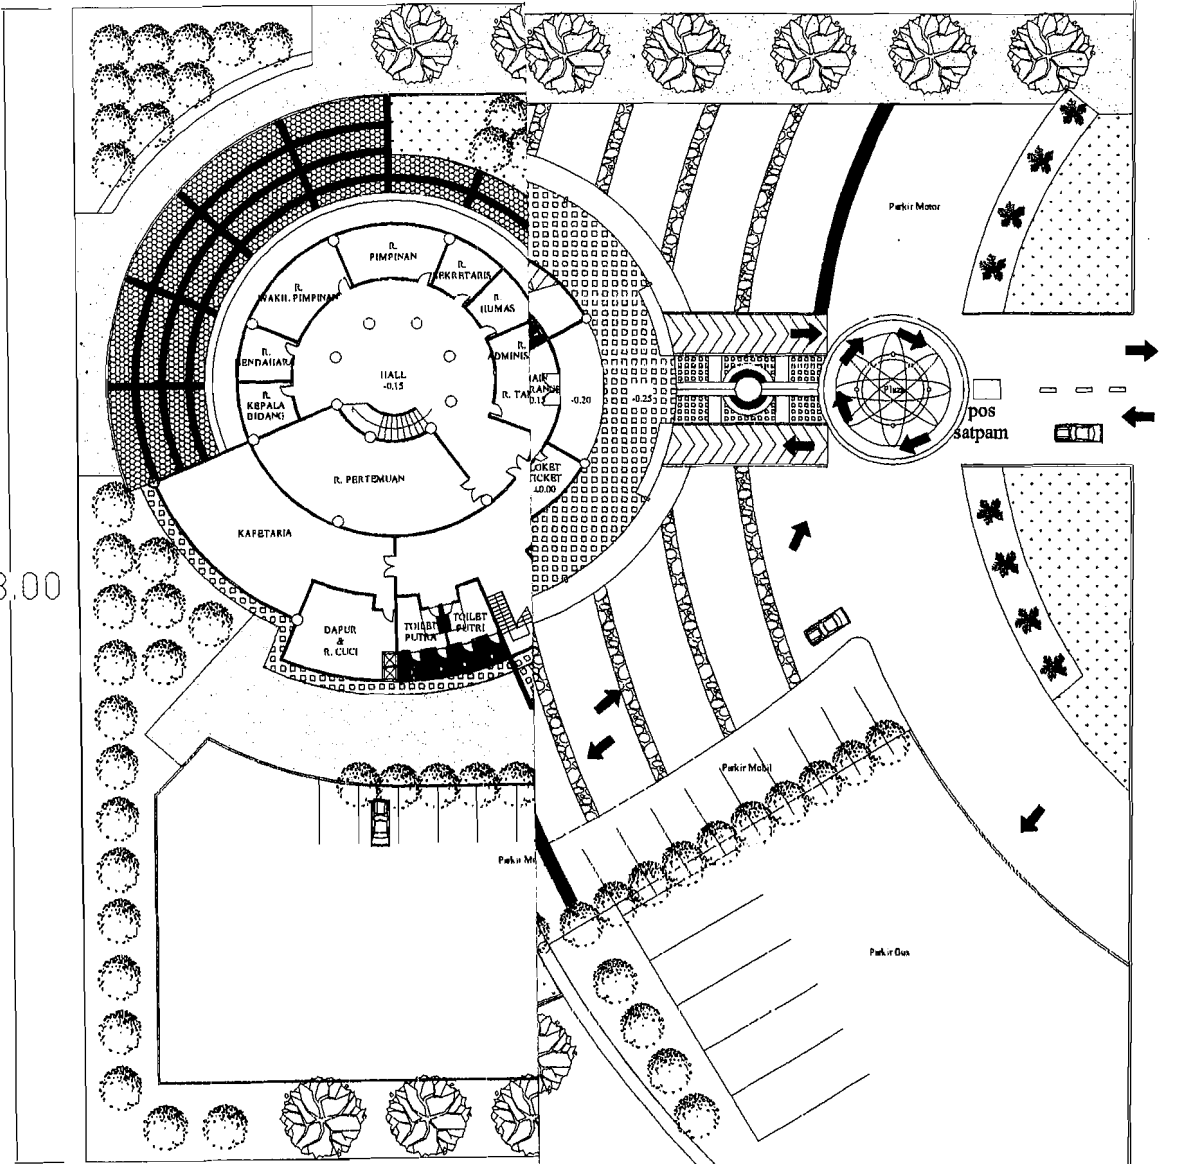 Parkir Motor
R.
PIMPINAN
R.
SEKRETARIS
R.
WAKIL PIMPINAN
R.
HUMAS
R.
BENDAHARA
R.
ADMINIS
HALL
-0.15
R. TA
-0.20
-0.25
Plaza
R.
KEPALA
BIDANG
pos
satpam
LOKET
TICKET
±0.00
R. PERTEMUAN
KAFETARIA
8,00
DAPUR
&
R. CUCI
TOILET
PUTRA
TOILET
PUTRI
Parkir Mobil
Parkir M
Parkir Bus